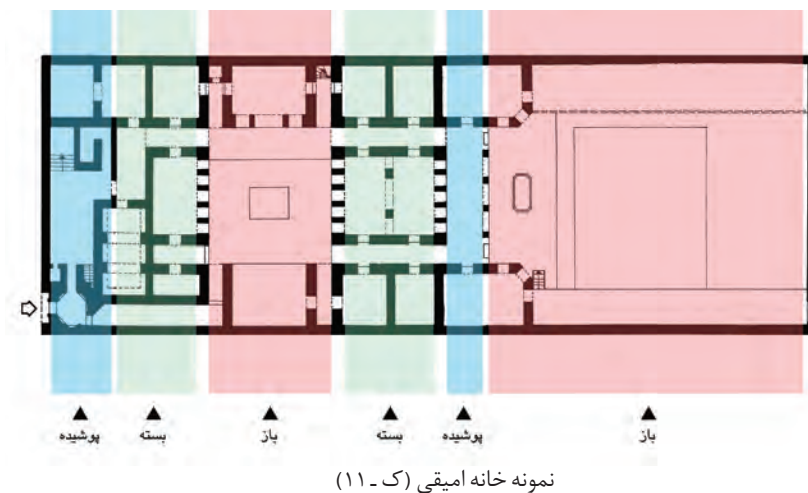 پوشیده بسته باز بسته پوشیده باز
نمونه خانه امیقی (ک ـ ۱۱)